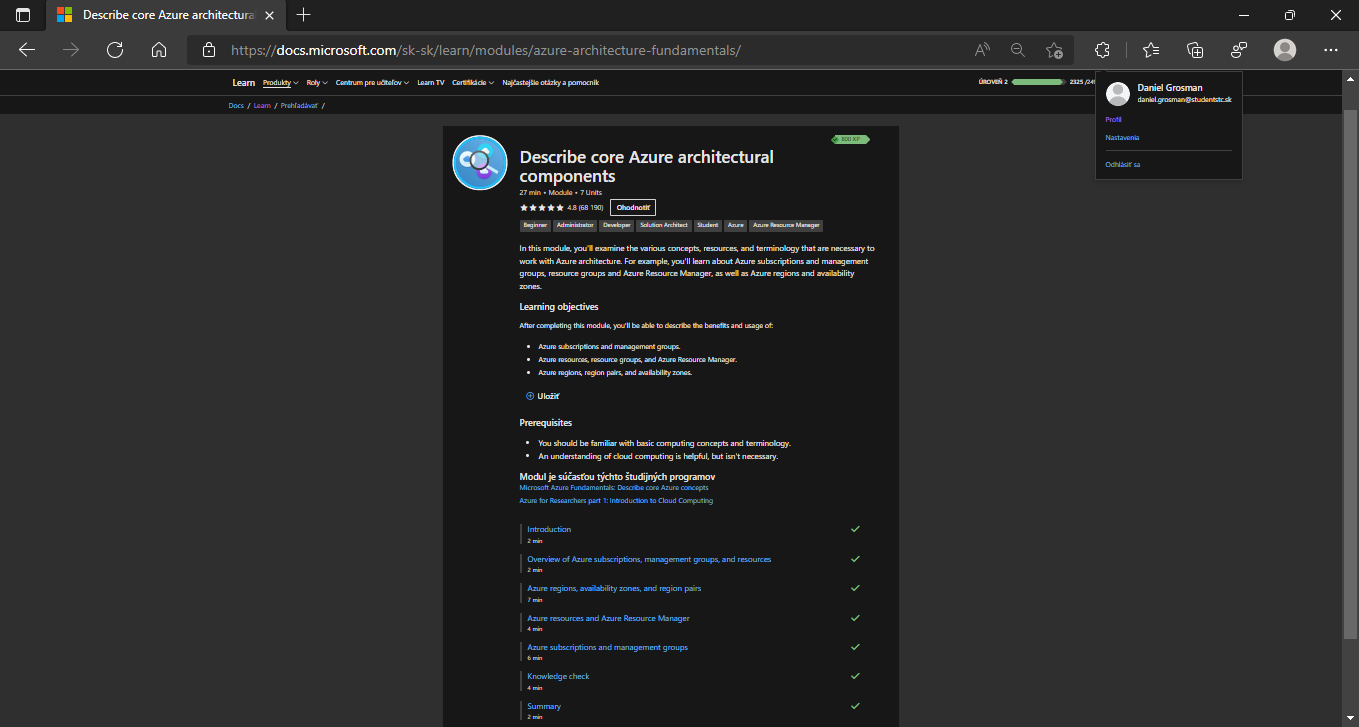 Describe core Azure architectura
https://docs.microsoft.com/sk-sk/learn/modules/azure-architecture-fundamentals/
Learn Produkty Roly Centrum pre učiteľov Learn TV Certifikácie Najčastejšie otázky a pomocník
ÚROVEŇ 2 2325 /249
Docs / Learn / Prehľadávať /
Daniel Grosman
daniel.grosman@studentstc.sk
Profil
Nastavenia
Odhlásiť sa
800 XP
Describe core Azure architectural
components
27 min • Module • 7 Units
4.8 (68 190) Ohodnotiť
Beginner Administrator Developer Solution Architect Student Azure Azure Resource Manager
In this module, you'll examine the various concepts, resources, and terminology that are necessary to
work with Azure architecture. For example, you'll learn about Azure subscriptions and management
groups, resource groups and Azure Resource Manager, as well as Azure regions and availability
zones.
Learning objectives
After completing this module, you'll be able to describe the benefits and usage of:
• Azure subscriptions and management groups.
• Azure resources, resource groups, and Azure Resource Manager.
• Azure regions, region pairs, and availability zones.
Uložiť
Prerequisites
• You should be familiar with basic computing concepts and terminology.
• An understanding of cloud computing is helpful, but isn't necessary.
Modul je súčasťou týchto študijných programov
Microsoft Azure Fundamentals: Describe core Azure concepts
Azure for Researchers part 1: Introduction to Cloud Computing
Introduction
2 min
Overview of Azure subscriptions, management groups, and resources
2 min
Azure regions, availability zones, and region pairs
7 min
Azure resources and Azure Resource Manager
4 min
Azure subscriptions and management groups
6 min
Knowledge check
4 min
Summary
2 min